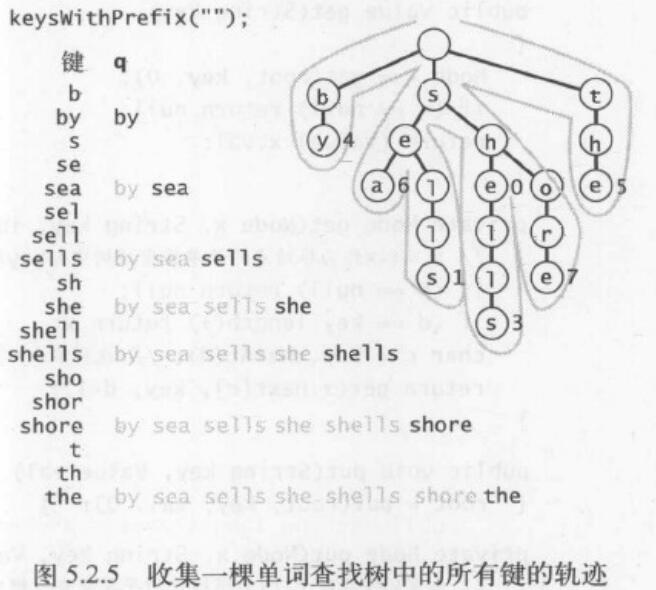 keysWithPrefix("");
键 q
b
by by
s
se
sea by sea
sel
sell
sells by sea sells
sh
she by sea sells she
shell
shells by sea sells she shells
sho
shor
shore by sea sells she shells shore
t
th
the by sea sells she shells shore the
b s t
y 4 e h h
a 6 l e 0 o e 5
l l r
s 1 l e 7
s 3
图 5.2.5 收集一棵单词查找树中的所有键的轨迹